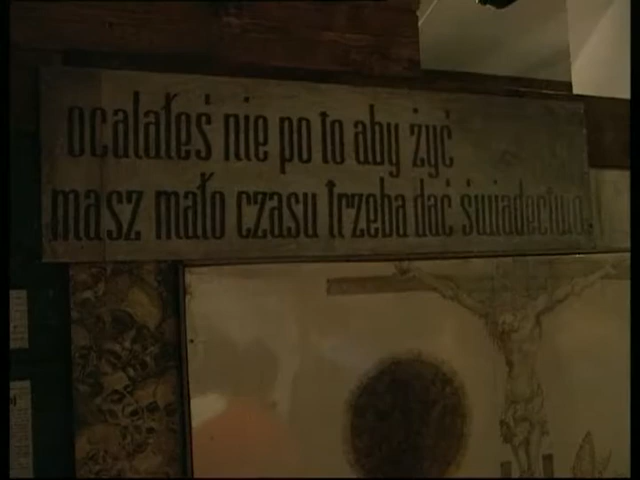 ocalałeś nie po to aby żyć
masz mało czasu trzeba dać świadectwo